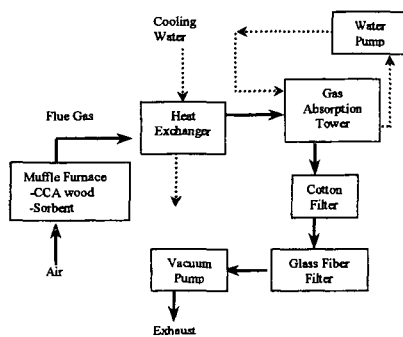 Cooling
Water
Water
Pump
Flue Gas
Heat
Exchanger
Gas
Absorption
Tower
Muffle Furnace
-CCA wood
-Sorbent
Cotton
Filter
Air
Vacuum
Pump
Glass Fiber
Filter
Exhaust